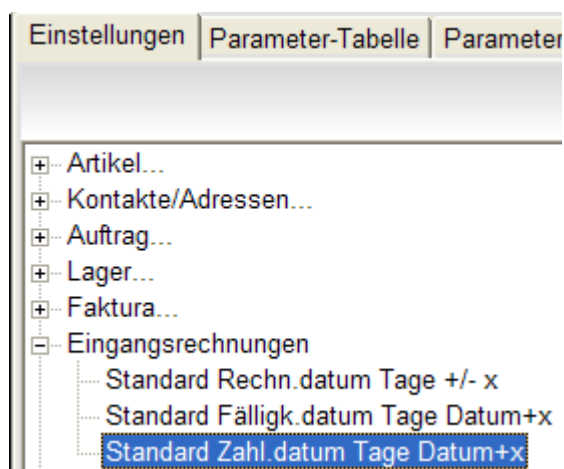 Einstellungen Parameter-Tabelle Parameter
Artikel...
Kontakte/Adressen...
Auftrag...
Lager...
Faktura...
Eingangsrechnungen
Standard Rechn.datum Tage +/- x
Standard Fälligk.datum Tage Datum+x
Standard Zahl.datum Tage Datum+x